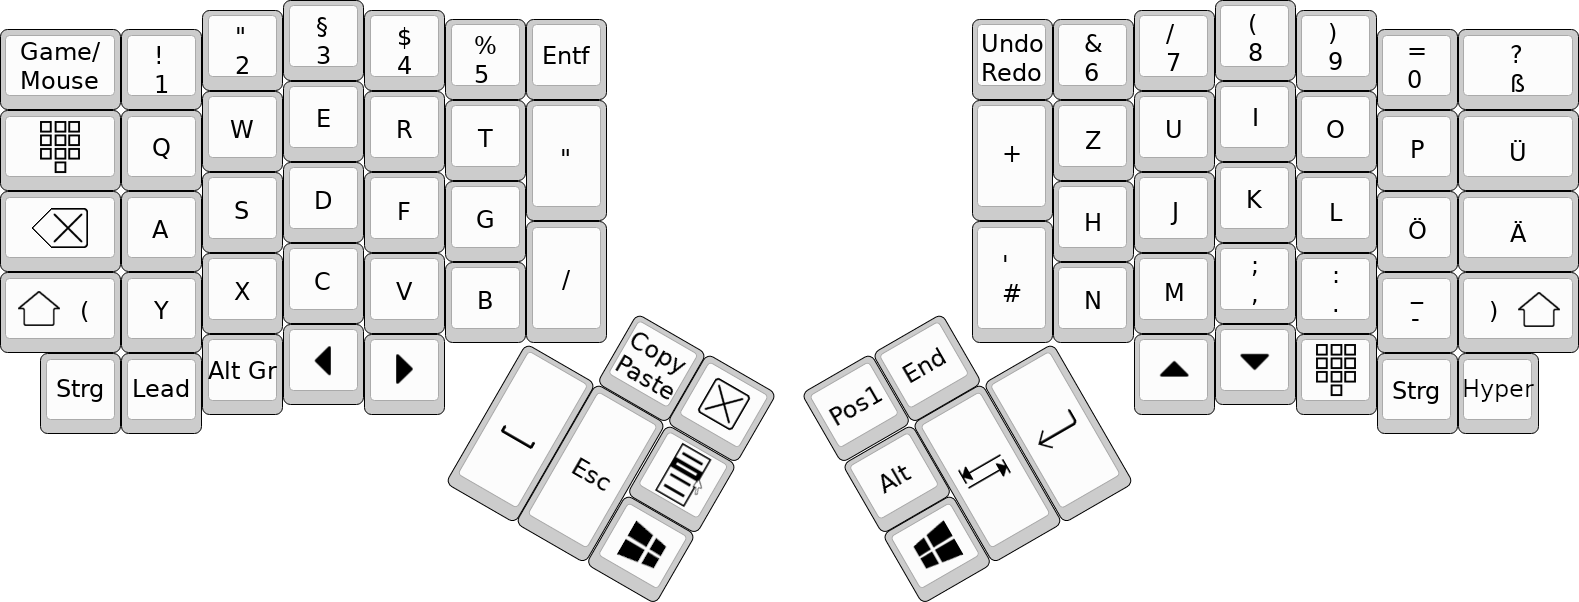 Game/
Mouse
!
1
"
2
§
3
$
4
%
5
Entf
Q
W
E
R
T
"
A
S
D
F
G
/
(
Y
X
C
V
B
Strg
Lead
Alt Gr
Copy
Paste
Esc
Undo
Redo
&
6
/
7
(
8
)
9
=
0
?
ß
+
Z
U
I
O
P
Ü
'
#
H
J
K
L
Ö
Ä
N
M
;
,
:
.
_
-
)
Strg
Hyper
Pos1
End
Alt